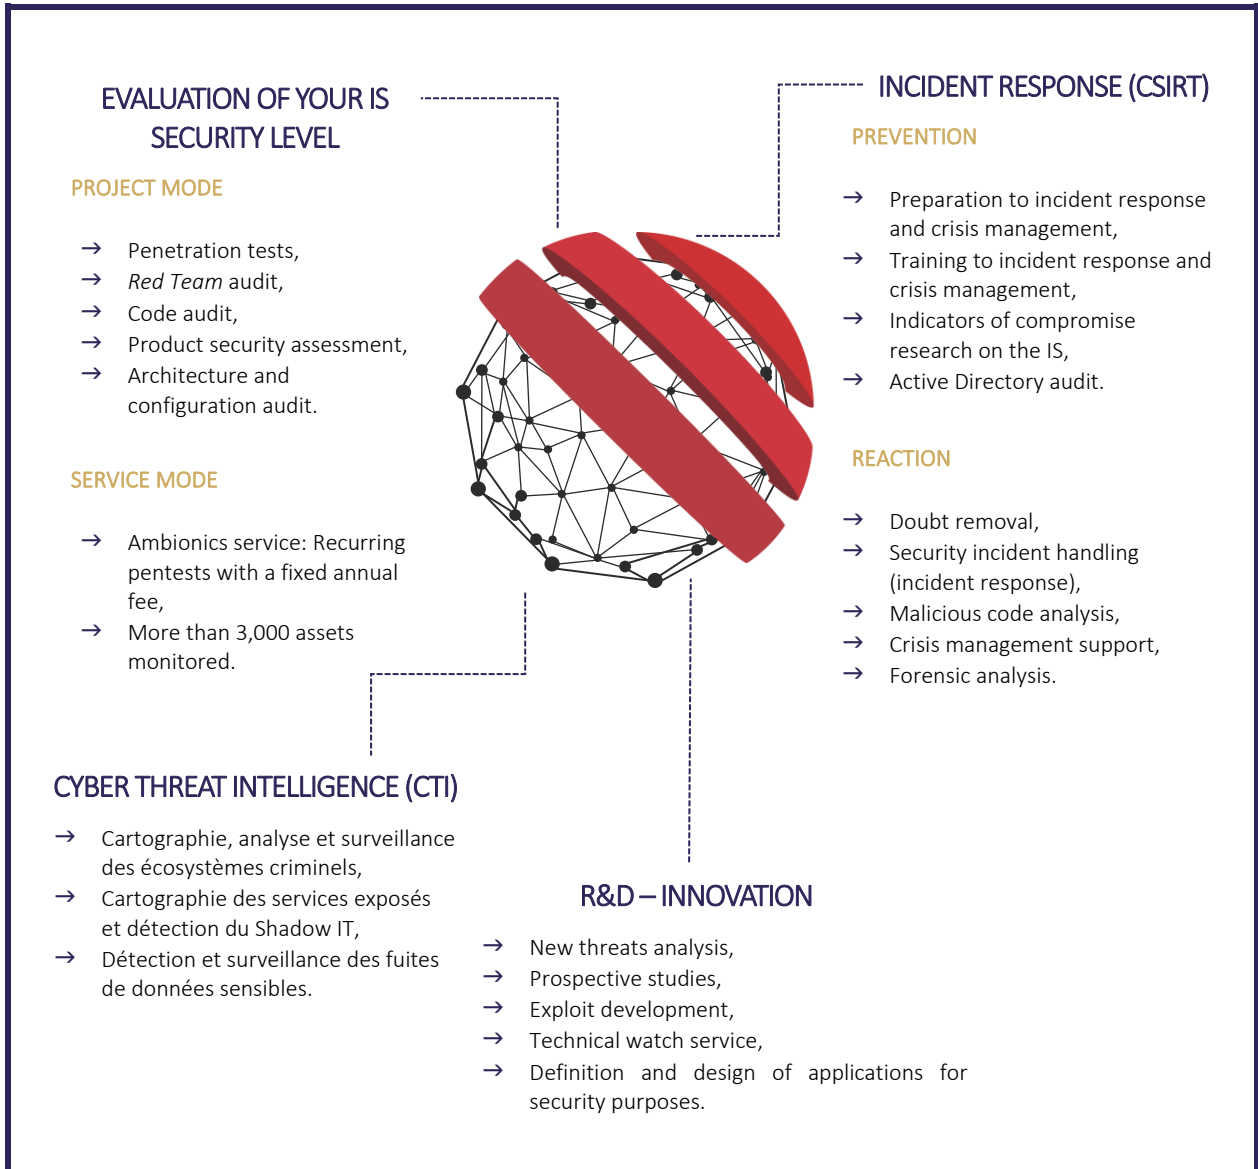 EVALUATION OF YOUR IS
SECURITY LEVEL
PROJECT MODE
→ Penetration tests,
→ Red Team audit,
→ Code audit,
→ Product security assessment,
→ Architecture and
configuration audit.
SERVICE MODE
→ Ambionics service: Recurring
pentests with a fixed annual
fee,
→ More than 3,000 assets
monitored.
INCIDENT RESPONSE (CSIRT)
PREVENTION
→ Preparation to incident response
and crisis management,
→ Training to incident response and
crisis management,
→ Indicators of compromise
research on the IS,
→ Active Directory audit.
REACTION
→ Doubt removal,
→ Security incident handling
(incident response),
→ Malicious code analysis,
→ Crisis management support,
→ Forensic analysis.
CYBER THREAT INTELLIGENCE (CTI)
→ Cartographie, analyse et surveillance
des écosystèmes criminels,
→ Cartographie des services exposés
et détection du Shadow IT,
→ Détection et surveillance des fuites
de données sensibles.
R&D – INNOVATION
→ New threats analysis,
→ Prospective studies,
→ Exploit development,
→ Technical watch service,
→ Definition and design of applications for
security purposes.